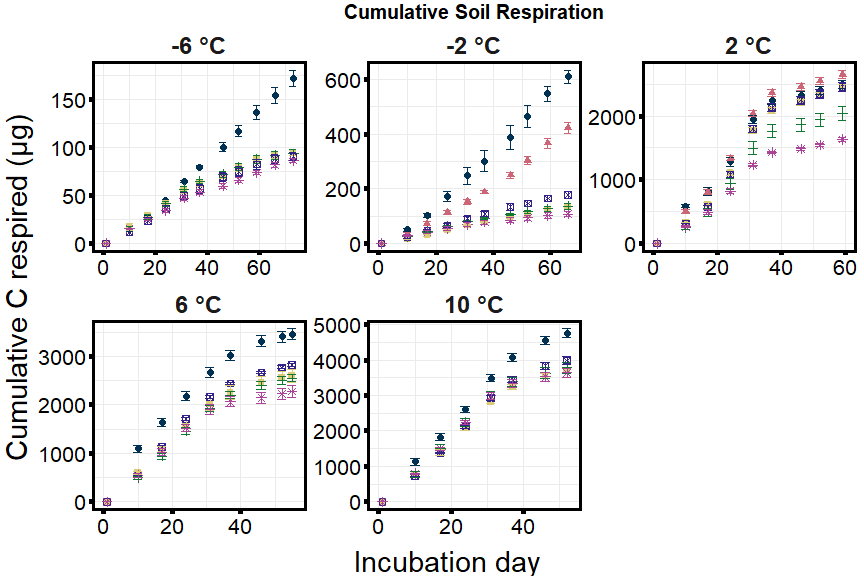 Cumulative Soil Respiration
-6 °C
-2 °C
2 °C
Cumulative C respired (µg)
150
100
50
0
0 20 40 60
600
400
200
0
0 20 40 60
2000
1000
0
0 20 40 60
6 °C
10 °C
3000
2000
1000
0
0 20 40
5000
4000
3000
2000
1000
0
0 20 40
Incubation day